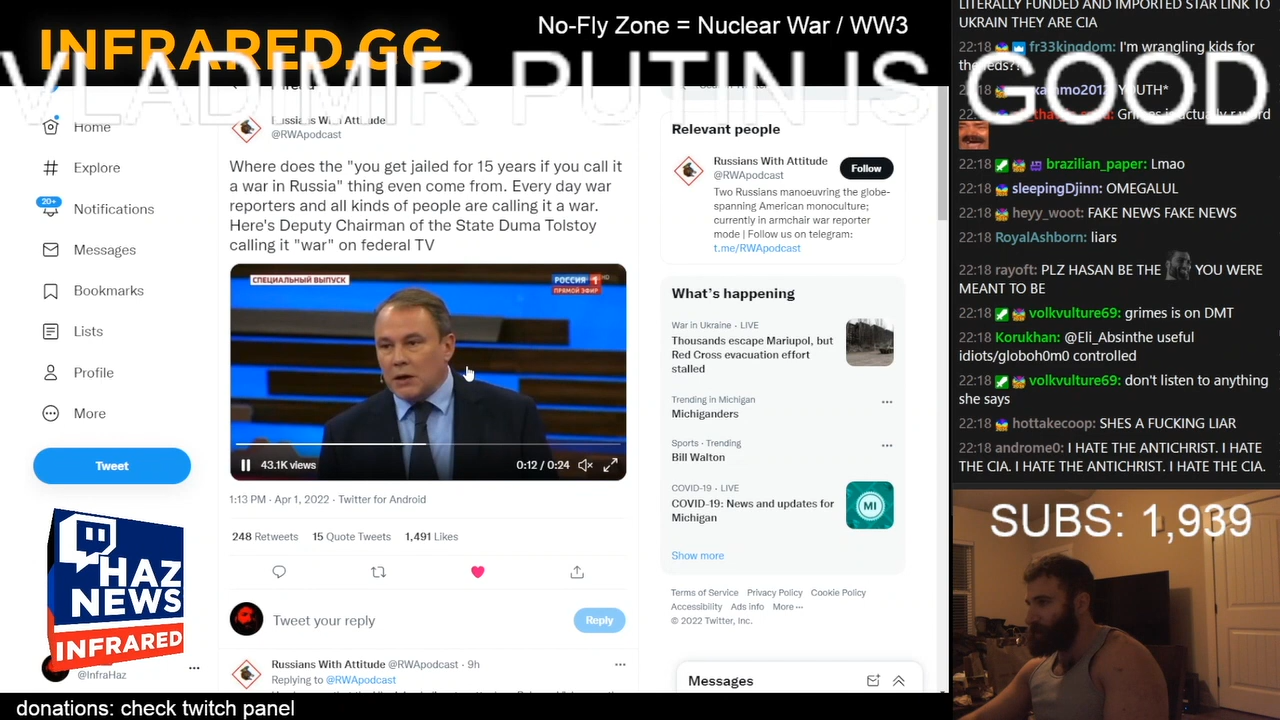 INFRARED.GG
No-Fly Zone = Nuclear War / WW3
VLADIMIR PUTIN IS GOOD
Home
Explore
20+
Notifications
Messages
Bookmarks
Lists
Profile
More
Tweet
HAZ
NEWS
INFRARED
@InfraHaz
Russians With Attitude
@RWApodcast
Where does the "you get jailed for 15 years if you call it
a war in Russia" thing even come from. Every day war
reporters and all kinds of people are calling it a war.
Here's Deputy Chairman of the State Duma Tolstoy
calling it "war" on federal TV
СПЕЦИАЛЬНЫЙ ВЫПУСК
РОССИЯ 1
HD
ПРЯМОЙ ЭФИР
43.1K views
0:12 / 0:24
1:13 PM · Apr 1, 2022 · Twitter for Android
248 Retweets 15 Quote Tweets 1,491 Likes
Tweet your reply
Reply
Russians With Attitude @RWApodcast · 9h
Replying to @RWApodcast
Relevant people
Russians With Attitude
@RWApodcast
Follow
Two Russians manoeuvring the globe-
spanning American monoculture;
currently in armchair war reporter
mode | Follow us on telegram:
t.me/RWApodcast
What's happening
War in Ukraine · LIVE
Thousands escape Mariupol, but
Red Cross evacuation effort
stalled
Trending in Michigan
Michiganders
Sports · Trending
Bill Walton
COVID-19 · LIVE
COVID-19: News and updates for
Michigan
MI
Show more
Terms of Service Privacy Policy Cookie Policy
Accessibility Ads info More
© 2022 Twitter, Inc.
Messages
LITERALLY FUNDED AND IMPORTED STAR LINK TO
UKRAIN THEY ARE CIA
22:18 fr33kingdom: I'm wrangling kids for
the feds??
22:18 YOUTH*
22:18
22:18 brazilian_paper: Lmao
22:18 sleepingDjinn: OMEGALUL
22:18 heyy_woot: FAKE NEWS FAKE NEWS
22:18 RoyalAshborn: liars
22:18 rayoft: PLZ HASAN BE THE YOU WERE
MEANT TO BE
22:18 volkvulture69: grimes is on DMT
22:18 Korukhan: @Eli_Absinthe useful
idiots/globoh0m0 controlled
22:18 volkvulture69: don't listen to anything
she says
22:18 hottakecoop: SHES A FUCKING LIAR
22:18 androme0: I HATE THE ANTICHRIST. I HATE
THE CIA. I HATE THE ANTICHRIST. I HATE THE CIA.
SUBS: 1,939
donations: check twitch panel